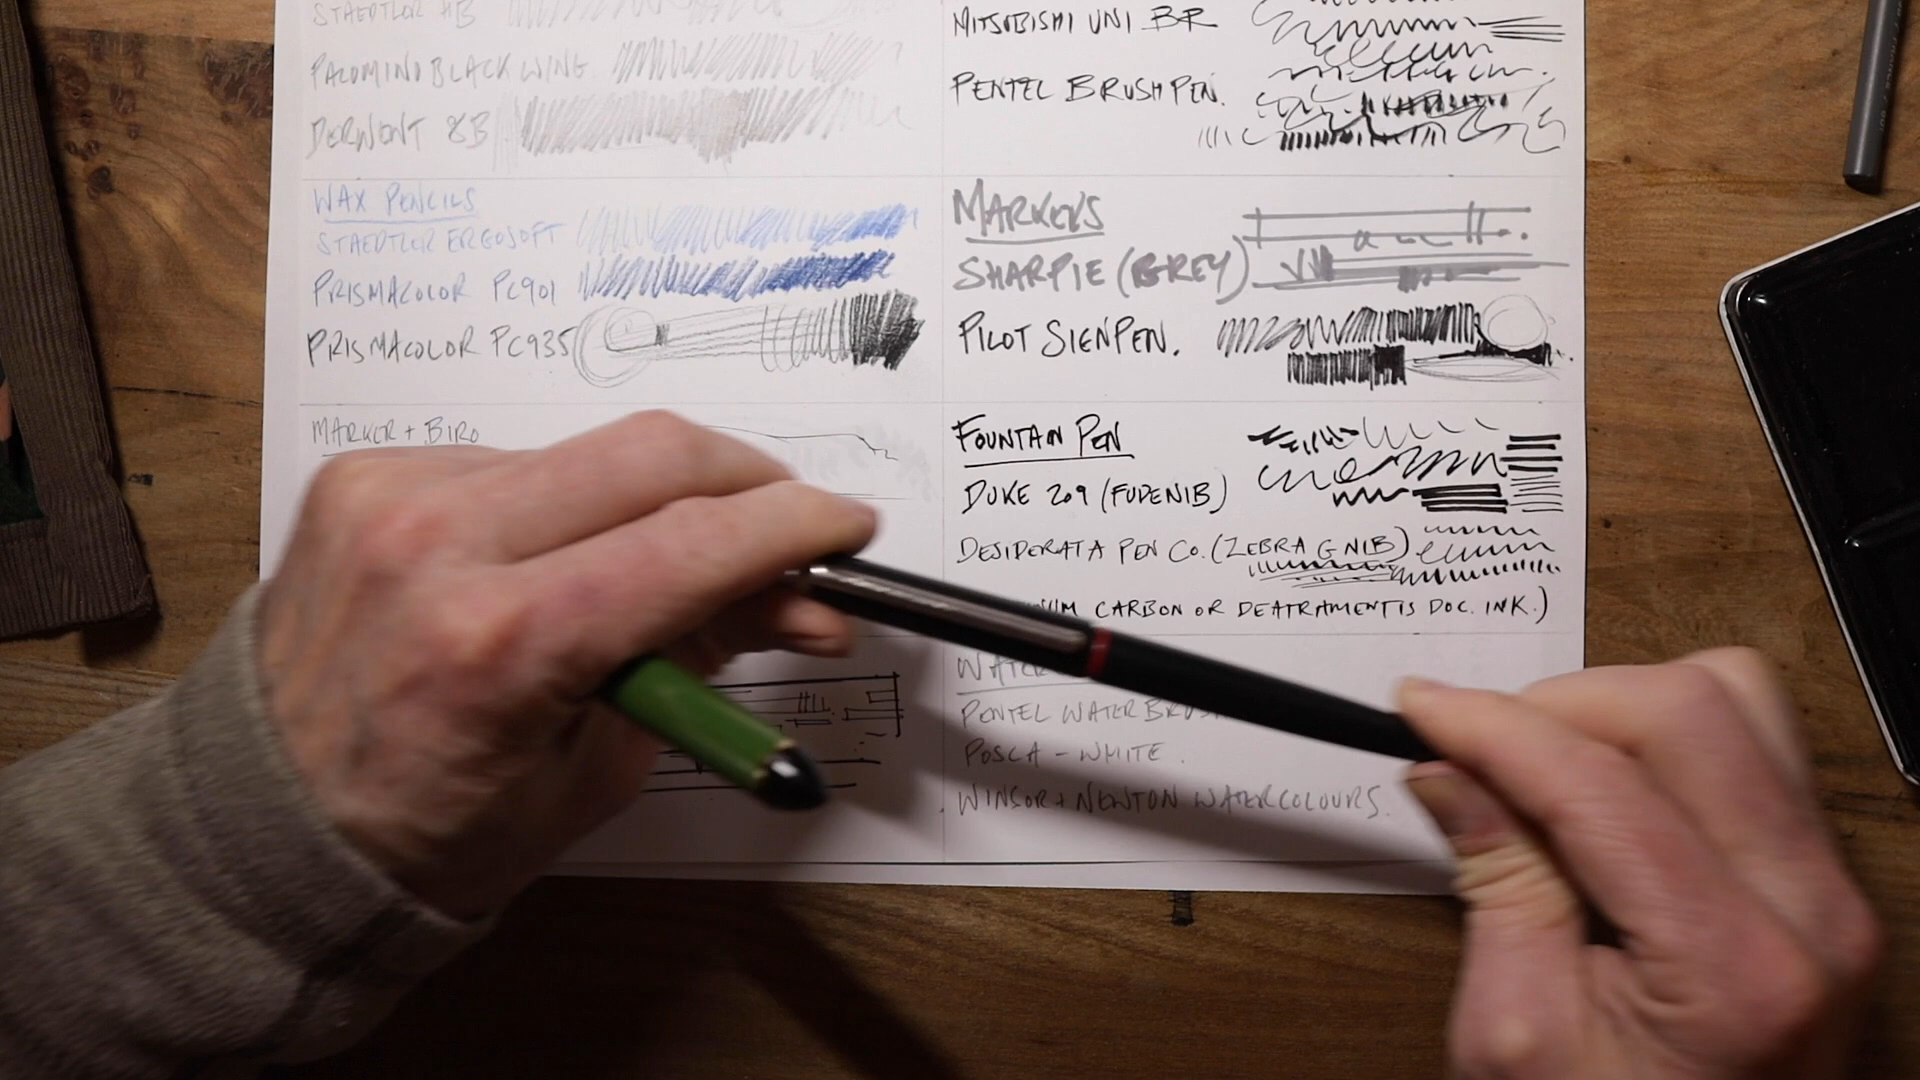 STAEDTLER HB
PALOMINO BLACKWING
DERWENT 8B
WAX PENCILS
STAEDTLER ERGOSOFT
PRISMACOLOR PC901
PRISMACOLOR PC935
MARKER + BIRO
MITSUBISHI UNI BR
PENTEL BRUSH PEN.
MARKERS
SHARPIE (GREY)
PILOT SIGNPEN.
FOUNTAIN PEN
DUKE 209 (FUDENIB)
DESIDERATA PEN CO. (ZEBRA G NIB)
CARBON OR DEATRAMENTIS DOC. INK.)
PENTEL WATER
POSCA - WHITE.
WINSOR + NEWTON WATERCOLOURS.